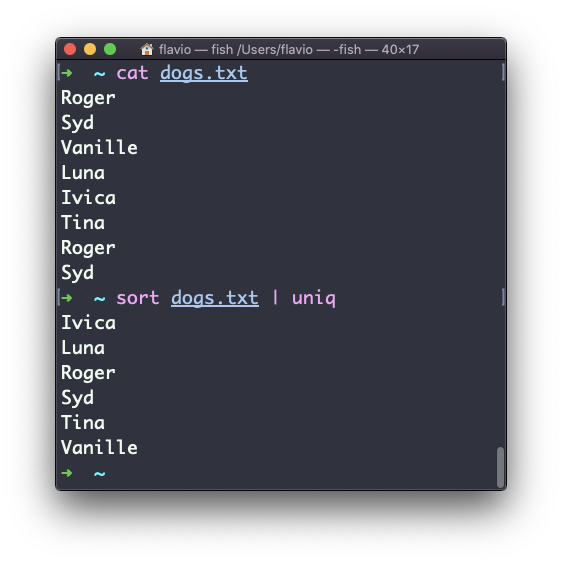 flavio — fish /Users/flavio — -fish — 40×17
➜ ~ cat dogs.txt
Roger
Syd
Vanille
Luna
Ivica
Tina
Roger
Syd
➜ ~ sort dogs.txt | uniq
Ivica
Luna
Roger
Syd
Tina
Vanille
➜ ~